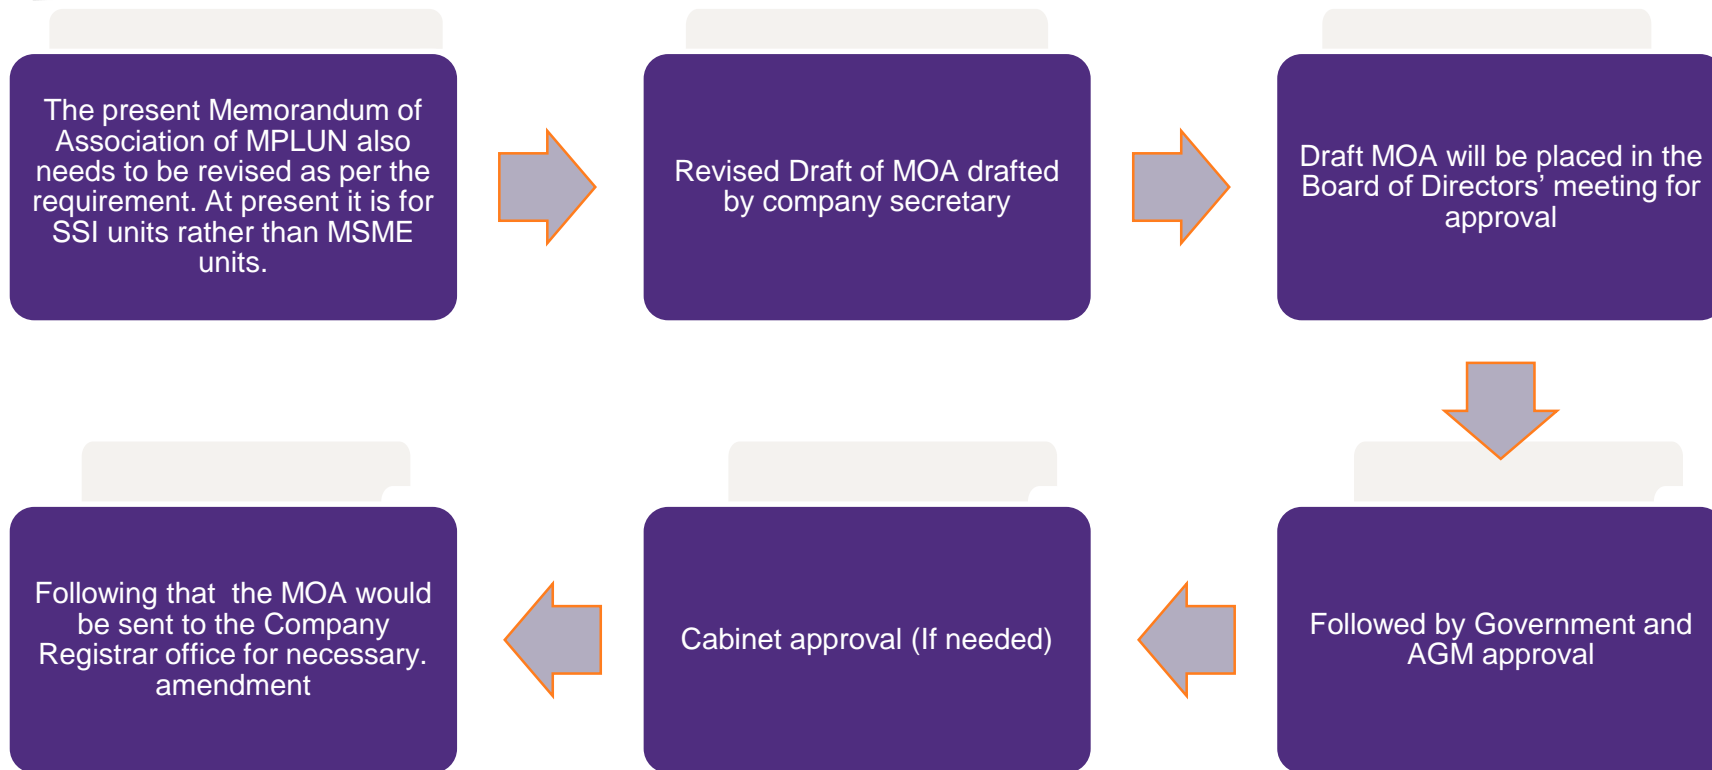 The present Memorandum of
Association of MPLUN also
needs to be revised as per the
requirement. At present it is for
SSI units rather than MSME
units.
Revised Draft of MOA drafted
by company secretary
Draft MOA will be placed in the
Board of Directors’ meeting for
approval
Followed by Government and
AGM approval
Cabinet approval (If needed)
Following that  the MOA would
be sent to the Company
Registrar office for necessary.
amendment